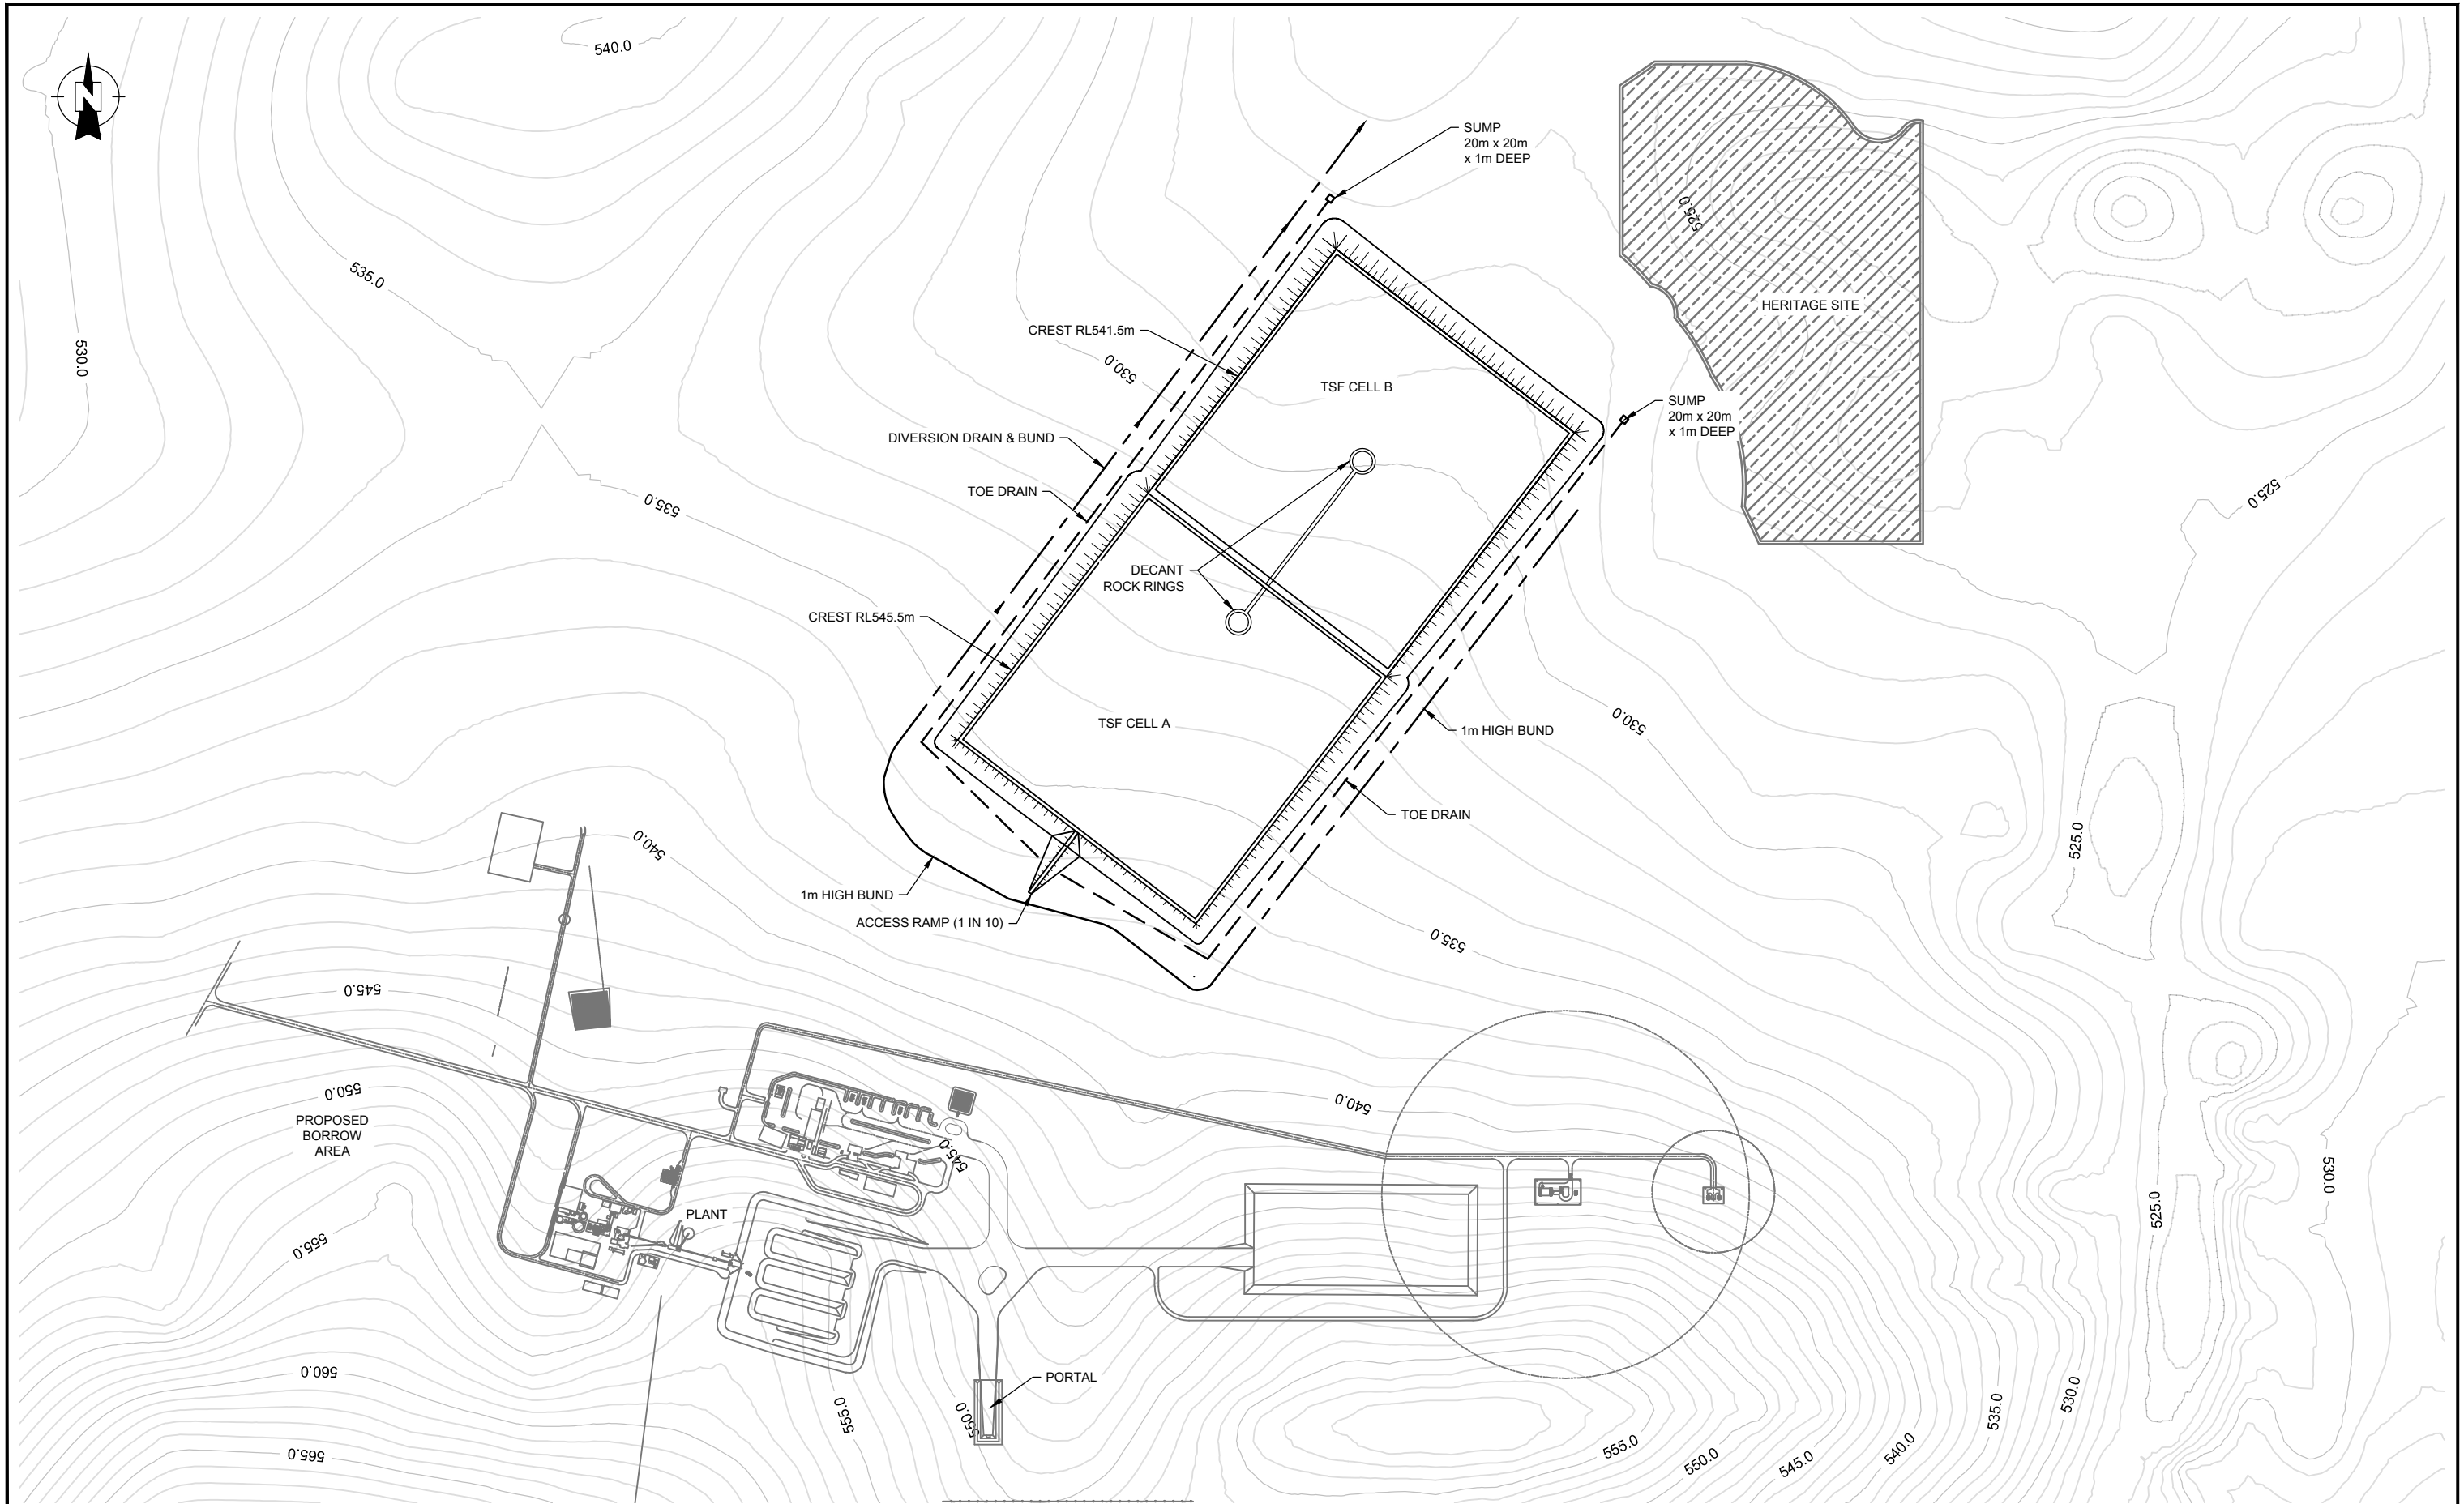 540.0
N
SUMP
20m x 20m
x 1m DEEP
525.0
535.0
HERITAGE SITE
530.0
CREST RL541.5m
530.0
TSF CELL B
SUMP
20m x 20m
x 1m DEEP
DIVERSION DRAIN & BUND
TOE DRAIN
535.0
525.0
DECANT
ROCK RINGS
CREST RL545.5m
TSF CELL A
530.0
1m HIGH BUND
TOE DRAIN
540.0
525.0
1m HIGH BUND
ACCESS RAMP (1 IN 10)
535.0
545.0
550.0
540.0
PROPOSED
BORROW
AREA
545.0
530.0
525.0
PLANT
555.0
560.0
PORTAL
555.0
550.0
565.0
555.0
550.0
545.0
540.0
535.0
530.0